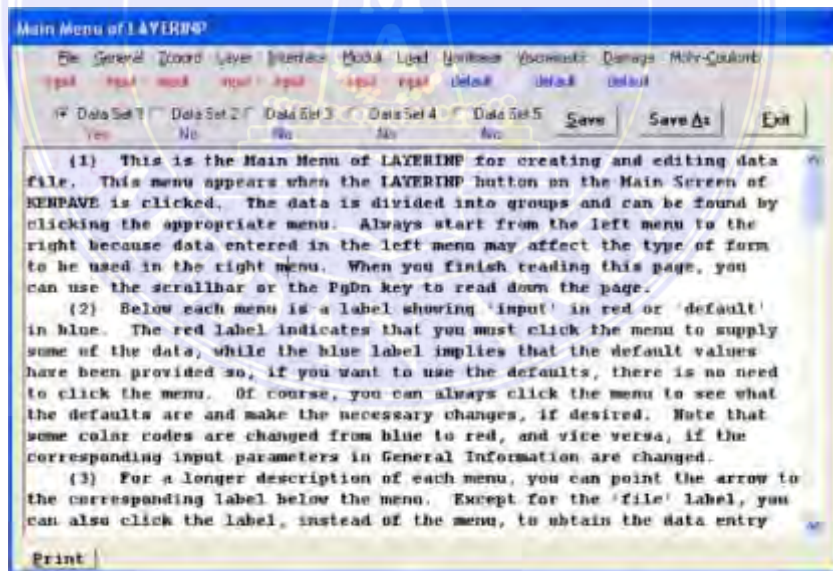 Main Menu of LAYERINP
File General Zcoord Layer Interface Moduli Load Nonlinear Viscoelastic Damage Mohr-Coulomb
input input input input input input input default default default
Data Set 1 Data Set 2 Data Set 3 Data Set 4 Data Set 5 Save Save As Exit
Yes No No No No
(1) This is the Main Menu of LAYERINP for creating and editing data
file. This menu appears when the LAYERINP button on the Main Screen of
KENPAVE is clicked. The data is divided into groups and can be found by
clicking the appropriate menu. Always start from the left menu to the
right because data entered in the left menu may affect the type of form
to be used in the right menu. When you finish reading this page, you
can use the scrollbar or the PgDn key to read down the page.
(2) Below each menu is a label showing 'input' in red or 'default'
in blue. The red label indicates that you must click the menu to supply
some of the data, while the blue label implies that the default values
have been provided so, if you want to use the defaults, there is no need
to click the menu. Of course, you can always click the menu to see what
the defaults are and make the necessary changes, if desired. Note that
some color codes are changed from blue to red, and vice versa, if the
corresponding input parameters in General Information are changed.
(3) For a longer description of each menu, you can point the arrow to
the corresponding label below the menu. Except for the 'file' label, you
can also click the label, instead of the menu, to obtain the data entry
Print